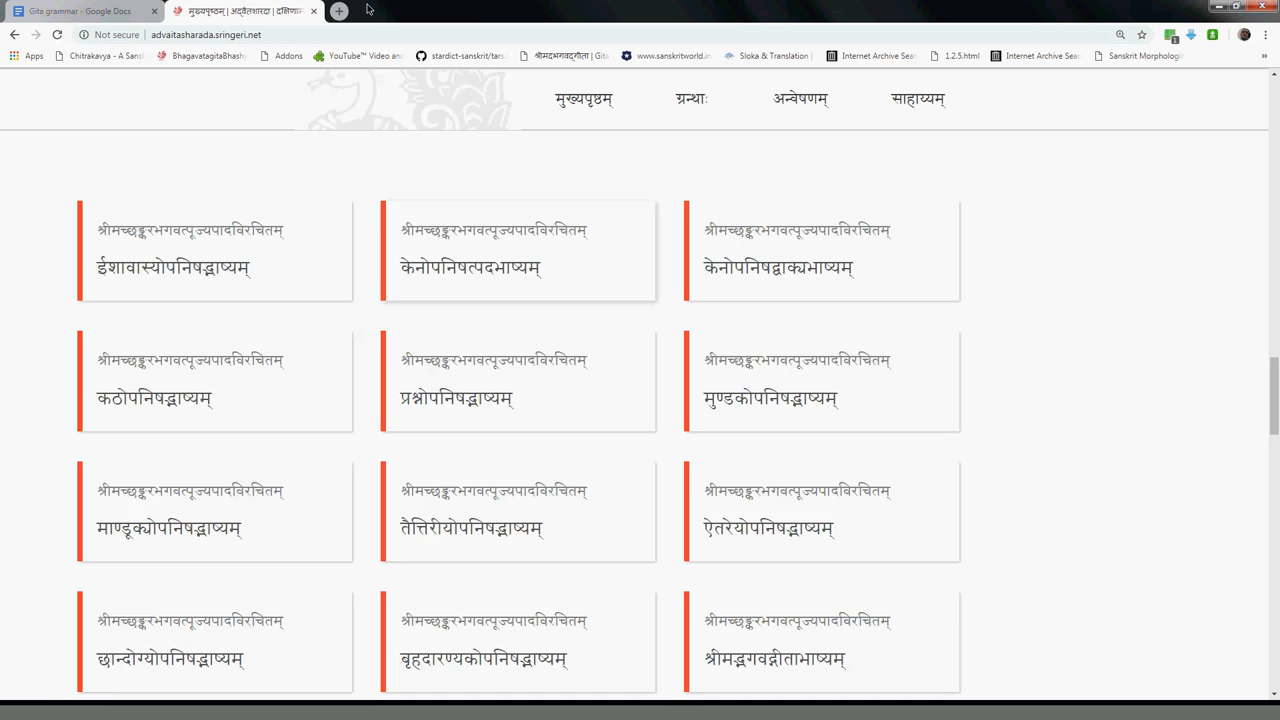 Gita grammar - Google Docs
मुख्यपृष्ठम् | अद्वैतशारदा | दक्षिणाम
Not secure | advaitasharada.sringeri.net
Apps
Chitrakavya - A Sans
BhagavatagitaBhashy
Addons
YouTube™ Video and
stardict-sanskrit/tars
श्रीमद्भगवद्गीता | Gita
www.sanskritworld.in
Sloka & Translation |
Internet Archive Sear
1.2.5.html
Internet Archive Sear
Sanskrit Morphologic
»
मुख्यपृष्ठम् ग्रन्थाः अन्वेषणम् साहाय्यम्
श्रीमच्छङ्करभगवत्पूज्यपादविरचितम्
ईशावास्योपनिषद्भाष्यम्
श्रीमच्छङ्करभगवत्पूज्यपादविरचितम्
केनोपनिषत्पदभाष्यम्
श्रीमच्छङ्करभगवत्पूज्यपादविरचितम्
केनोपनिषद्वाक्यभाष्यम्
श्रीमच्छङ्करभगवत्पूज्यपादविरचितम्
कठोपनिषद्भाष्यम्
श्रीमच्छङ्करभगवत्पूज्यपादविरचितम्
प्रश्नोपनिषद्भाष्यम्
श्रीमच्छङ्करभगवत्पूज्यपादविरचितम्
मुण्डकोपनिषद्भाष्यम्
श्रीमच्छङ्करभगवत्पूज्यपादविरचितम्
माण्डूक्योपनिषद्भाष्यम्
श्रीमच्छङ्करभगवत्पूज्यपादविरचितम्
तैत्तिरीयोपनिषद्भाष्यम्
श्रीमच्छङ्करभगवत्पूज्यपादविरचितम्
ऐतरेयोपनिषद्भाष्यम्
श्रीमच्छङ्करभगवत्पूज्यपादविरचितम्
छान्दोग्योपनिषद्भाष्यम्
श्रीमच्छङ्करभगवत्पूज्यपादविरचितम्
बृहदारण्यकोपनिषद्भाष्यम्
श्रीमच्छङ्करभगवत्पूज्यपादविरचितम्
श्रीमद्भगवद्गीताभाष्यम्